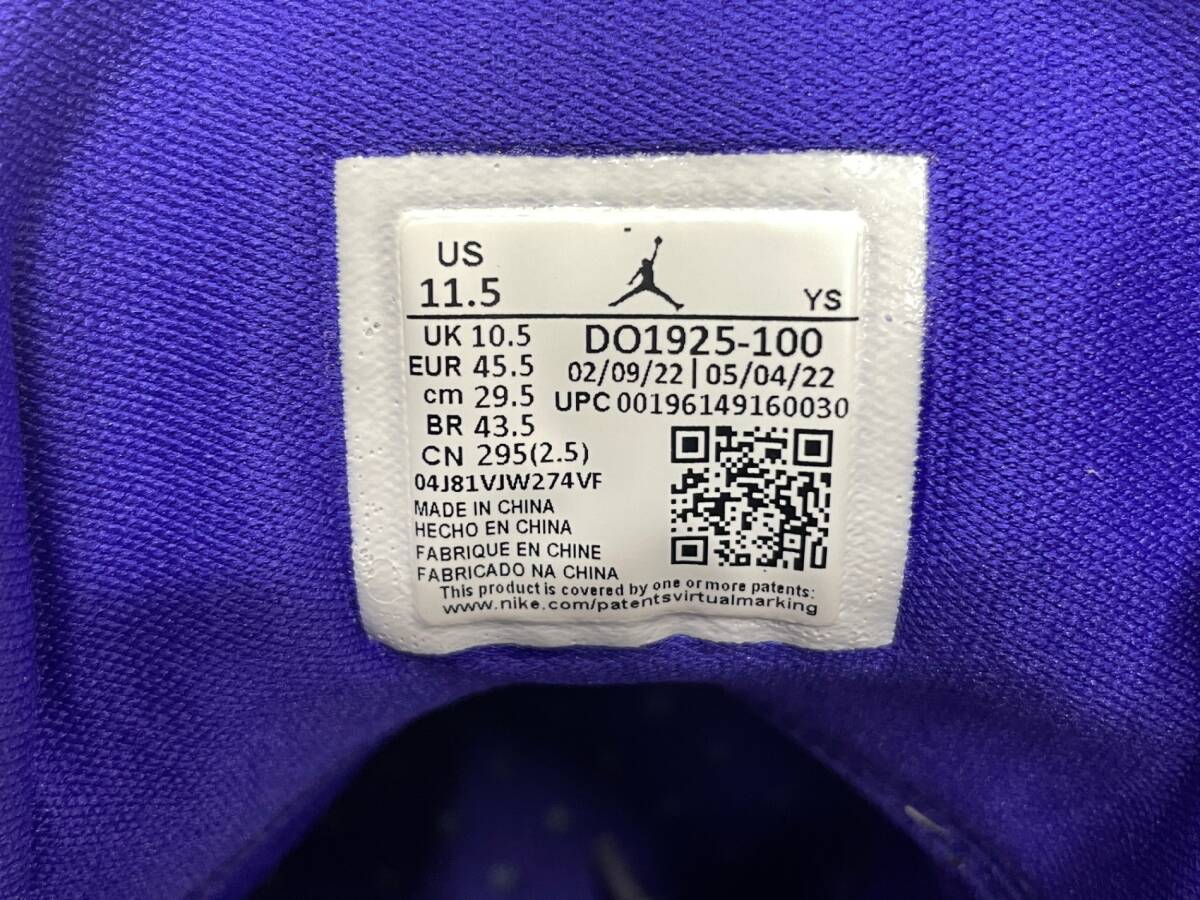 US
11.5
YS
UK 10.5
EUR 45.5
cm 29.5
BR 43.5
CN 295(2.5)
DO1925-100
02/09/22 | 05/04/22
UPC 00196149160030
04J81VJW274VF
MADE IN CHINA
HECHO EN CHINA
FABRIQUE EN CHINE
FABRICADO NA CHINA
This product is covered by one or more patents:
www.nike.com/patentsvirtualmarking